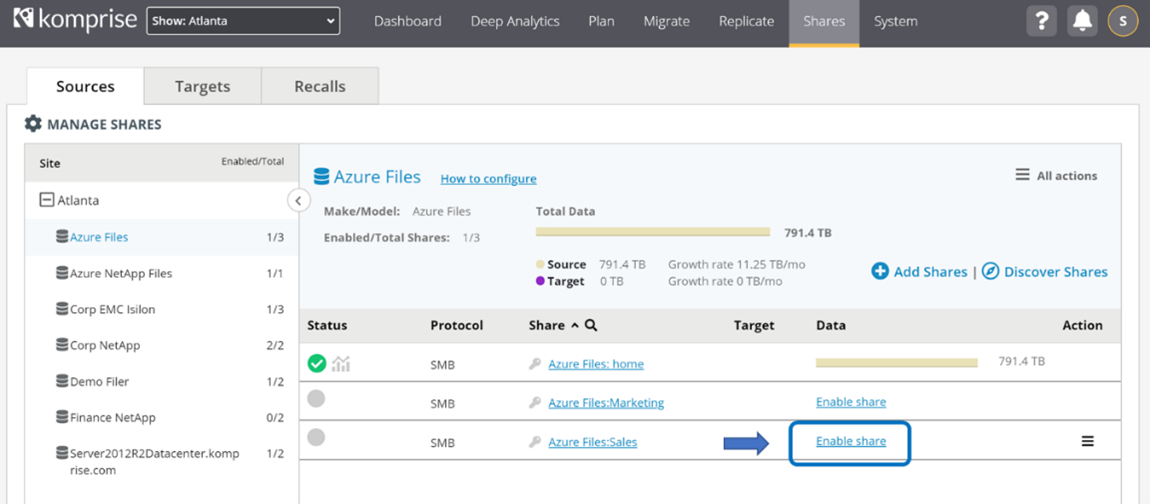 komprise
Show: Atlanta
Dashboard
Deep Analytics
Plan
Migrate
Replicate
Shares
System
?
S
Sources
Targets
Recalls
MANAGE SHARES
Site
Enabled/Total
Atlanta
Azure Files 1/3
Azure NetApp Files 1/1
Corp EMC Isilon 1/3
Corp NetApp 2/2
Demo Filer 1/2
Finance NetApp 0/2
Server2012R2Datacenter.komp 1/2
rise.com
Azure Files
How to configure
All actions
Make/Model: Azure Files
Total Data
Enabled/Total Shares: 1/3
791.4 TB
Source 791.4 TB Growth rate 11.25 TB/mo
Target 0 TB Growth rate 0 TB/mo
Add Shares | Discover Shares
Status Protocol Share Target Data Action
SMB Azure Files: home 791.4 TB
SMB Azure Files:Marketing Enable share
SMB Azure Files:Sales Enable share